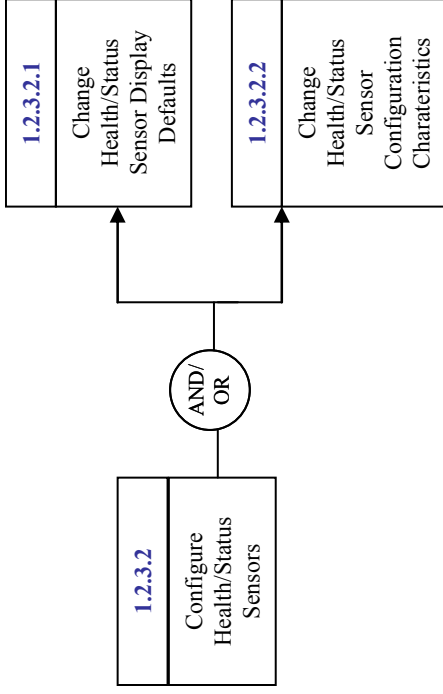 1.2.3.2
Configure
Health/Status
Sensors
AND/
OR
1.2.3.2.1
Change
Health/Status
Sensor Display
Defaults
1.2.3.2.2
Change
Health/Status
Sensor
Configuration
Charateristics